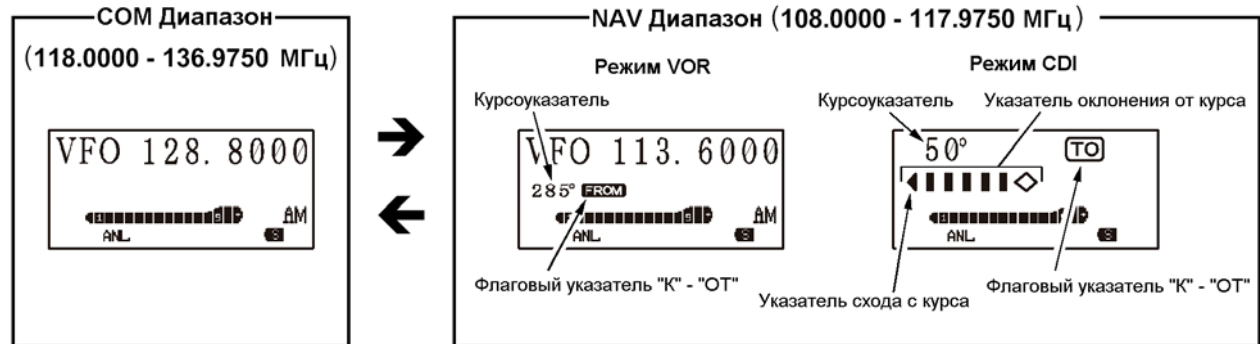 COM Диапазон
(118.0000 - 136.9750 МГц)
VFO 128.8000
AM
ANL
S
NAV Диапазон (108.0000 - 117.9750 МГц)
Режим VOR
Курсоуказатель
VFO 113.6000
285° FROM
AM
ANL
S
Флаговый указатель "К" - "ОТ"
Режим CDI
Курсоуказатель
Указатель оклонения от курса
50°
TO
ANL
S
Указатель схода с курса
Флаговый указатель "К" - "ОТ"